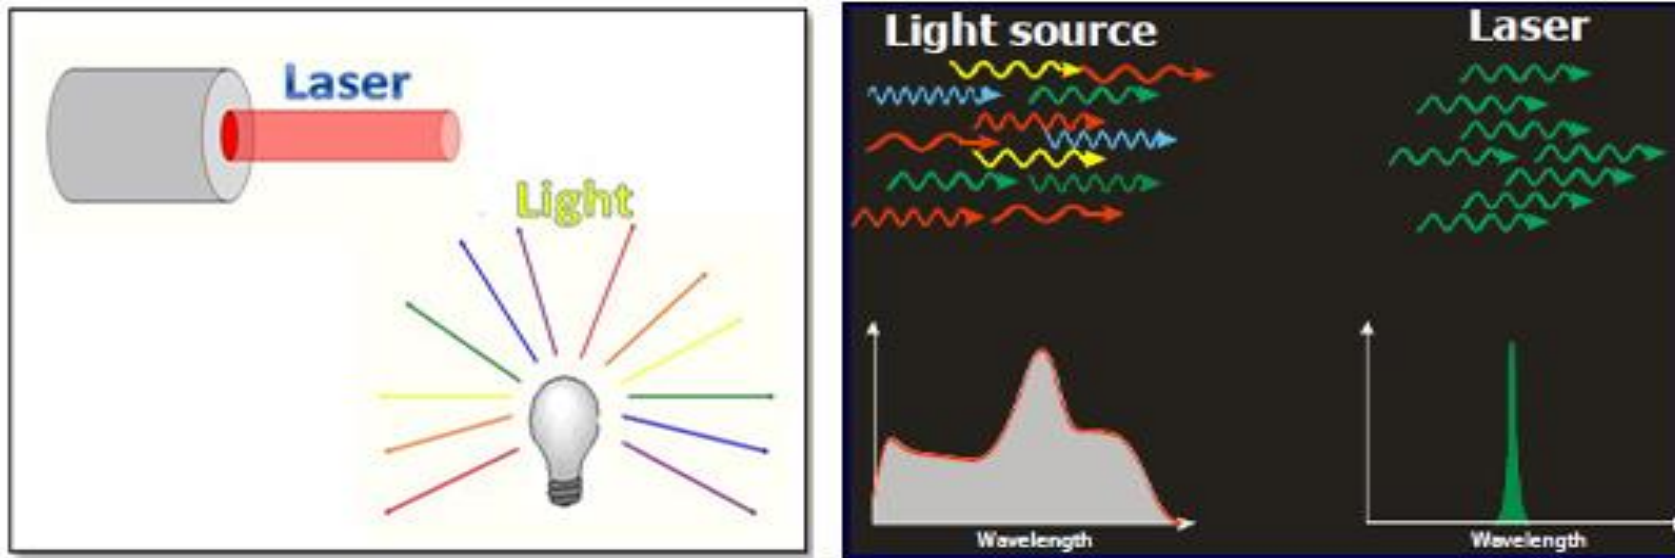 Laser
Light
Light source
Laser
Wavelength
Wavelength